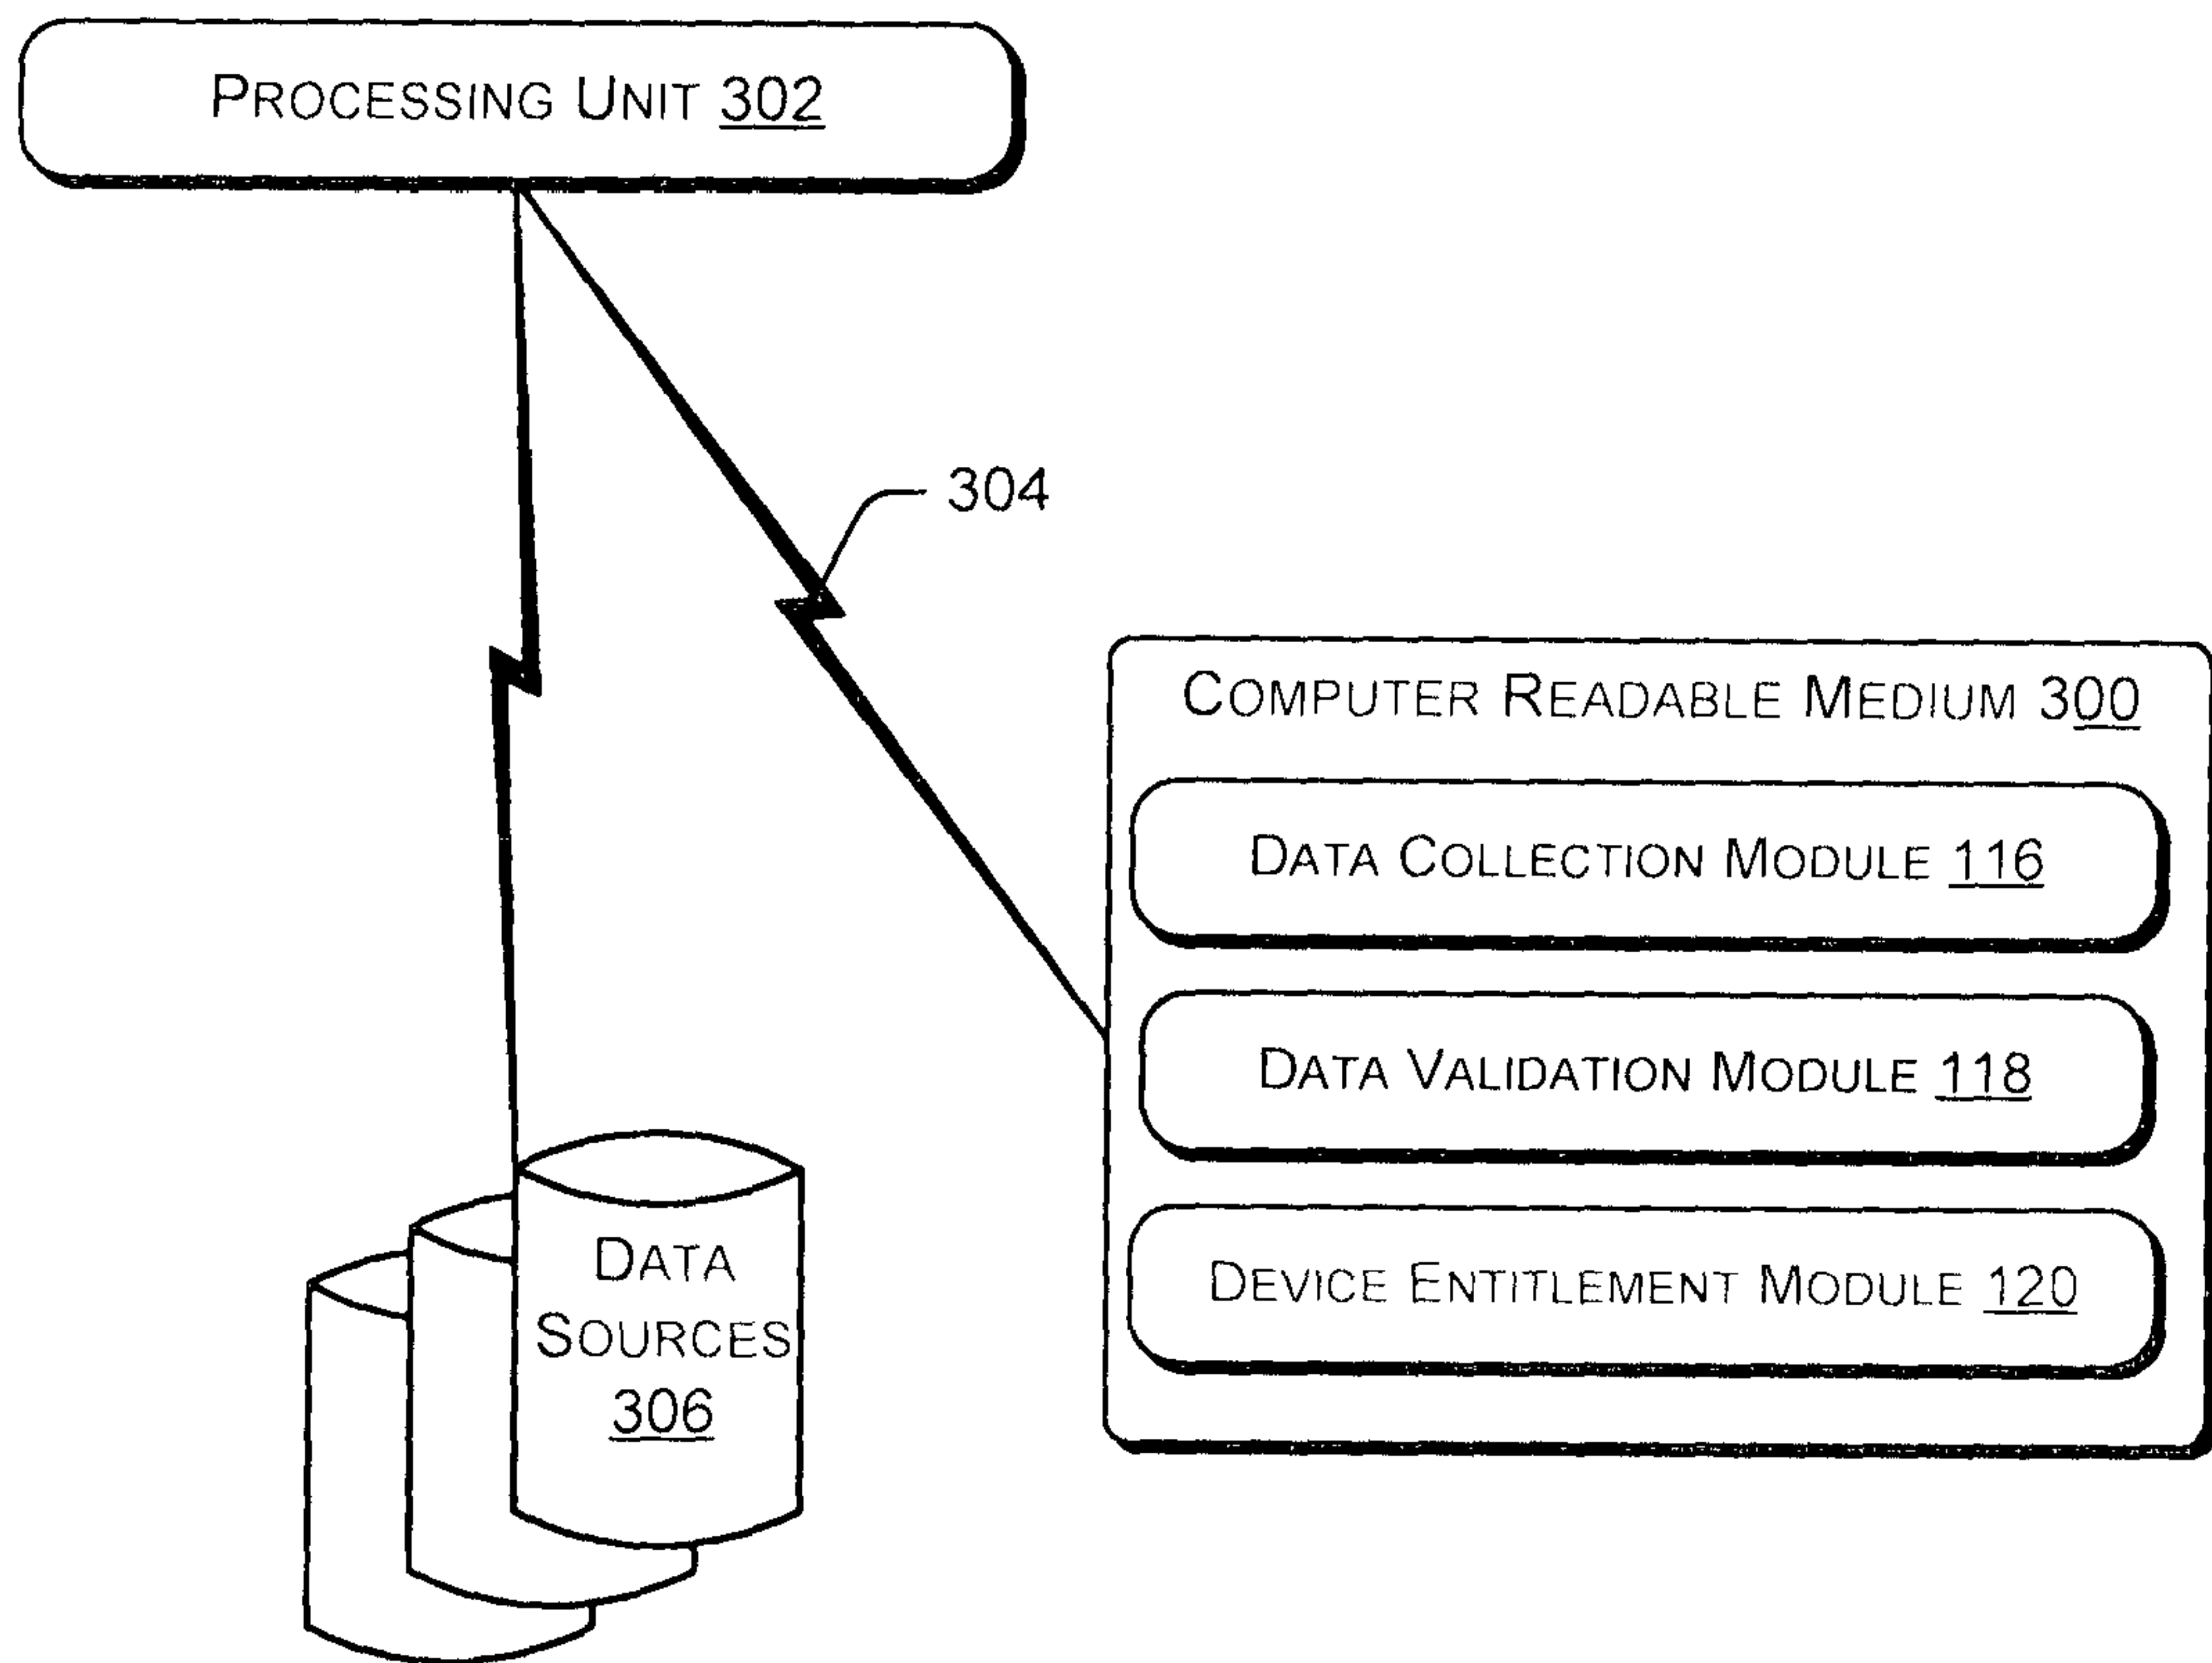 PROCESSING UNIT 302
304
COMPUTER READABLE MEDIUM 300
DATA COLLECTION MODULE 116
DATA VALIDATION MODULE 118
DEVICE ENTITLEMENT MODULE 120
DATA
SOURCES
306